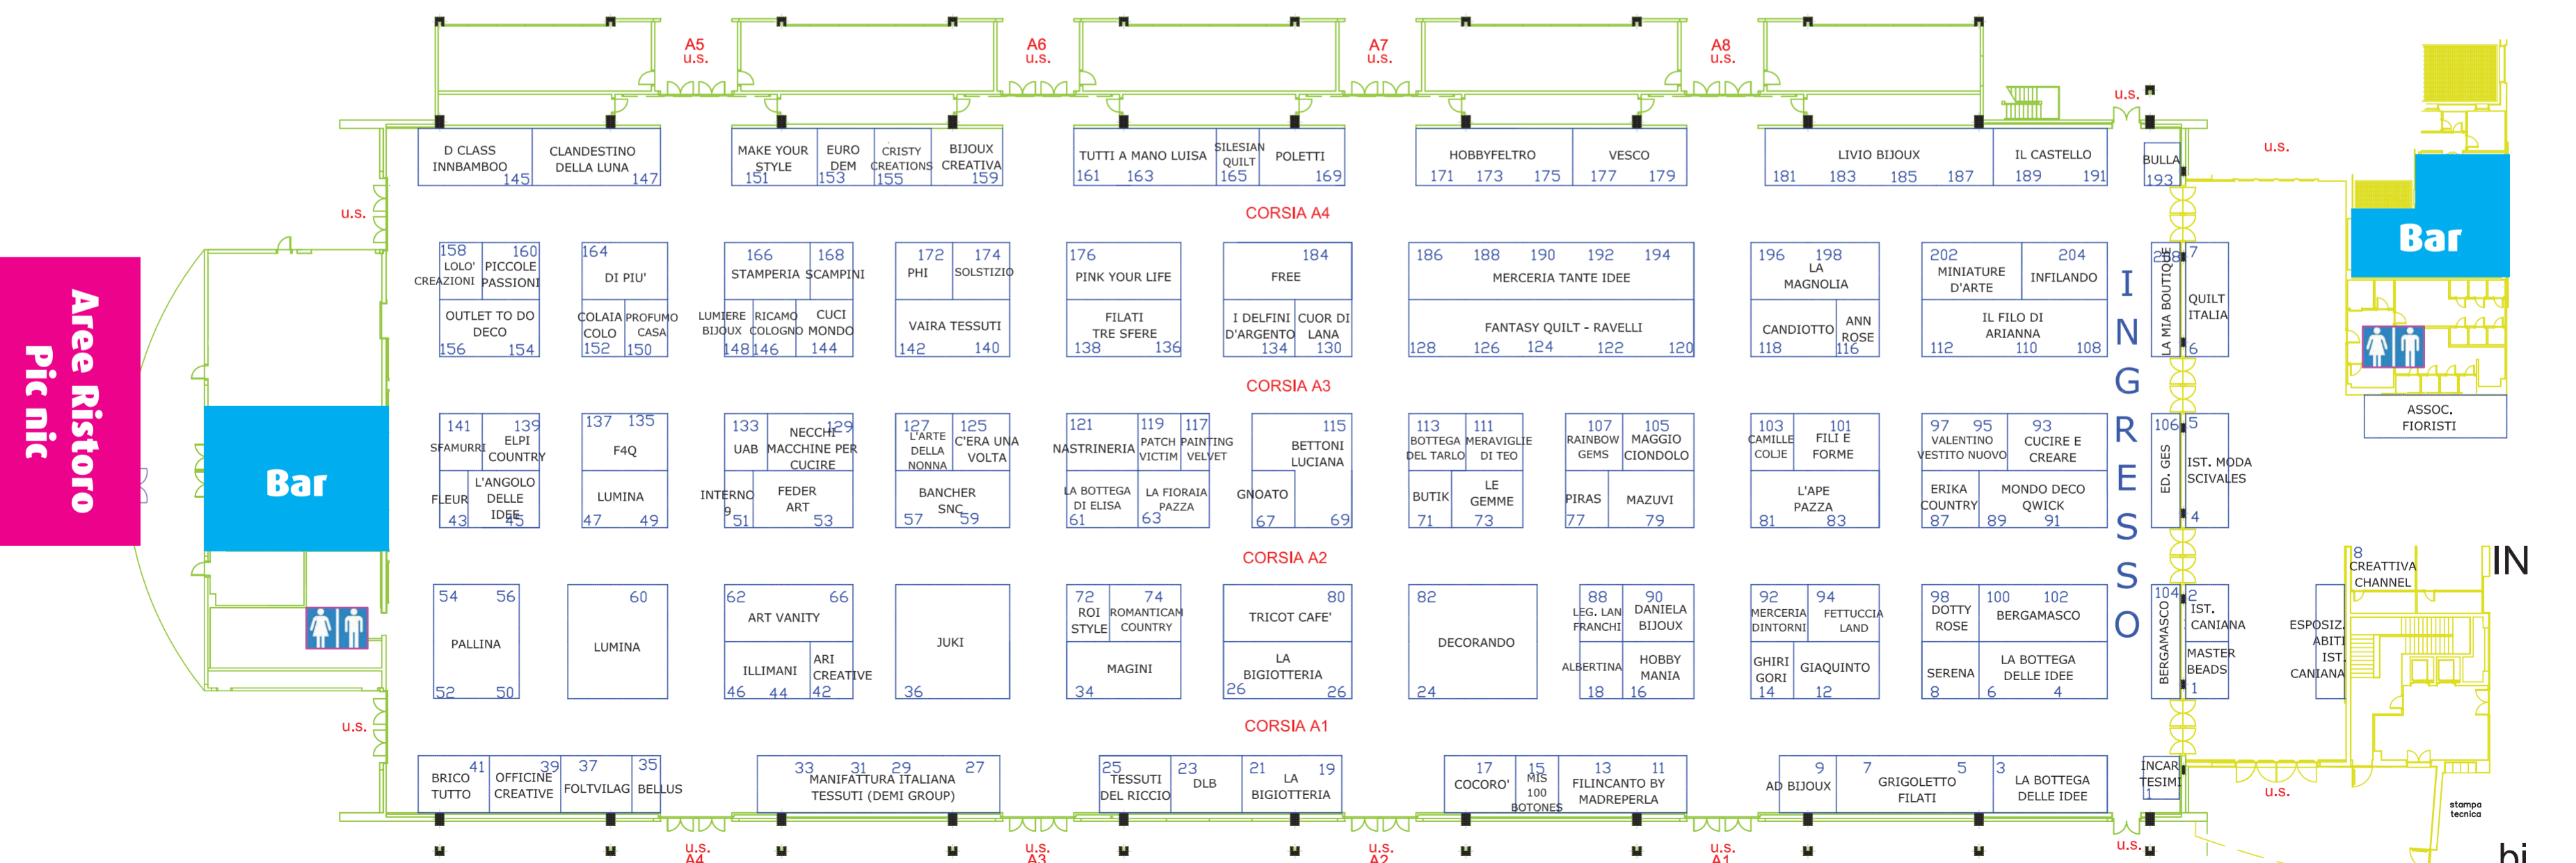 A5
u.s.
A6
u.s.
A7
u.s.
A8
u.s.
u.s.
u.s.
D CLASS
INNBAMBOO
145
CLANDESTINO
DELLA LUNA
147
MAKE YOUR
STYLE
151
EURO
DEM
153
CRISTY
CREATIONS
155
BIJOUX
CREATIVA
159
TUTTI A MANO LUISA
161 163
SILESIAN
QUILT
165
POLETTI
169
HOBBYFELTRO
171 173 175
VESCO
177 179
LIVIO BIJOUX
181 183 185 187
IL CASTELLO
189 191
BULLA
193
u.s.
CORSIA A4
Bar
158
LOLO'
CREAZIONI
160
PICCOLE
PASSIONI
164
DI PIU'
166
STAMPERIA
168
SCAMPINI
172
PHI
174
SOLSTIZIO
176
PINK YOUR LIFE
184
FREE
186 188 190 192 194
MERCERIA TANTE IDEE
196 198
LA
MAGNOLIA
202
MINIATURE
D'ARTE
204
INFILANDO
LA MIA BOUTIQUE
7
QUILT
ITALIA
6
OUTLET TO DO
DECO
156 154
COLAIA
COLO
152
PROFUMO
CASA
150
LUMIERE
BIJOUX
148
RICAMO
COLOGNO
146
CUCI
MONDO
144
VAIRA TESSUTI
142 140
FILATI
TRE SFERE
138 136
I DELFINI
D'ARGENTO
134
CUOR DI
LANA
130
FANTASY QUILT - RAVELLI
128 126 124 122 120
CANDIOTTO
118
ANN
ROSE
116
IL FILO DI
ARIANNA
112 110 108
INGRESSO
CORSIA A3
Aree Ristoro
Pic nic
Bar
141
SFAMURRI
139
ELPI
COUNTRY
137 135
F4Q
133
UAB
129
NECCHI
MACCHINE PER
CUCIRE
127
L'ARTE
DELLA
NONNA
125
C'ERA UNA
VOLTA
121
NASTRINERIA
119
PATCH
VICTIM
117
PAINTING
VELVET
115
BETTONI
LUCIANA
113
BOTTEGA
DEL TARLO
111
MERAVIGLIE
DI TEO
107
RAINBOW
GEMS
105
MAGGIO
CIONDOLO
103
CAMILLE
COLJE
101
FILI E
FORME
97 95
VALENTINO
VESTITO NUOVO
93
CUCIRE E
CREARE
106
ED. GES
5
IST. MODA
SCIVALES
4
ASSOC.
FIORISTI
FLEUR
43
L'ANGOLO
DELLE
IDEE
45
LUMINA
47 49
INTERNO
9
51
FEDER
ART
53
BANCHER
SNC
57 59
LA BOTTEGA
DI ELISA
61
LA FIORAIA
PAZZA
63
GNOATO
67 69
BUTIK
71
LE
GEMME
73
PIRAS
77
MAZUVI
79
L'APE
PAZZA
81 83
ERIKA
COUNTRY
87
MONDO DECO
QWICK
89 91
CORSIA A2
54 56
PALLINA
52 50
60
LUMINA
62 66
ART VANITY
ILLIMANI
46 44
ARI
CREATIVE
42
JUKI
36
72
ROI
STYLE
74
ROMANTICAM
COUNTRY
MAGINI
34
80
TRICOT CAFE'
LA
BIGIOTTERIA
26 26
82
DECORANDO
24
88
LEG. LAN
FRANCHI
90
DANIELA
BIJOUX
ALBERTINA
18
HOBBY
MANIA
16
92
MERCERIA
DINTORNI
94
FETTUCCIA
LAND
GHIRI
GORI
14
GIAQUINTO
12
98
DOTTY
ROSE
100 102
BERGAMASCO
SERENA
8
LA BOTTEGA
DELLE IDEE
6 4
104
BERGAMASCO
2
IST.
CANIANA
MASTER
BEADS
1
8
CREATTIVA
CHANNEL
IN
ESPOSIZ.
ABITI
IST.
CANIANA
u.s.
CORSIA A1
BRICO
TUTTO
41
OFFICINE
CREATIVE
39
37
FOLTVILAG
35
BELLUS
33 31 29 27
MANIFATTURA ITALIANA
TESSUTI (DEMI GROUP)
25
TESSUTI
DEL RICCIO
23
DLB
21 19
LA
BIGIOTTERIA
17
COCORO'
15
MIS
100
BOTONES
13 11
FILINCANTO BY
MADREPERLA
9
AD BIJOUX
7 5
GRIGOLETTO
FILATI
3
LA BOTTEGA
DELLE IDEE
INCAR
TESIMI
1
u.s.
stampa
tecnica
u.s.
A4
u.s.
A3
u.s.
A2
u.s.
A1
u.s.
bi